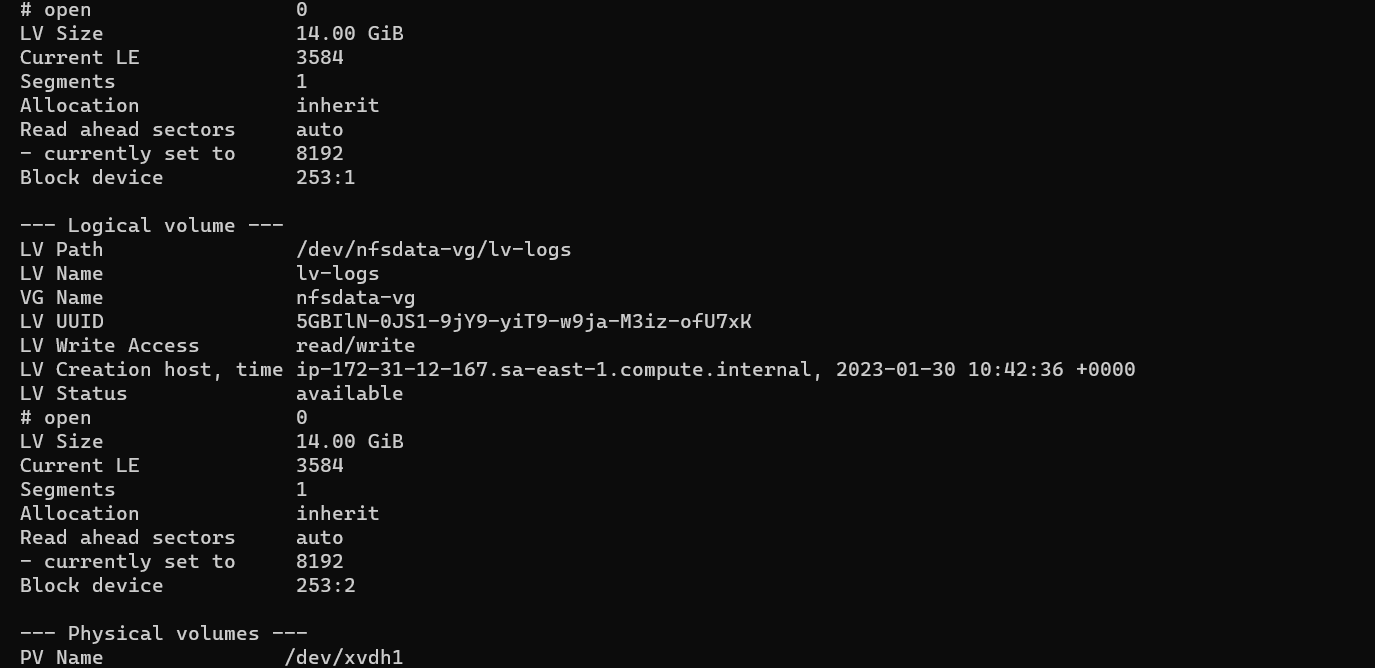 # open                 0
LV Size                14.00 GiB
Current LE             3584
Segments               1
Allocation             inherit
Read ahead sectors     auto
- currently set to     8192
Block device           253:1
--- Logical volume ---
LV Path                /dev/nfsdata-vg/lv-logs
LV Name                lv-logs
VG Name                nfsdata-vg
LV UUID                5GBIlN-0JS1-9jY9-yiT9-w9ja-M3iz-ofU7xK
LV Write Access        read/write
LV Creation host, time ip-172-31-12-167.sa-east-1.compute.internal, 2023-01-30 10:42:36 +0000
LV Status              available
# open                 0
LV Size                14.00 GiB
Current LE             3584
Segments               1
Allocation             inherit
Read ahead sectors     auto
- currently set to     8192
Block device           253:2
--- Physical volumes ---
PV Name               /dev/xvdh1